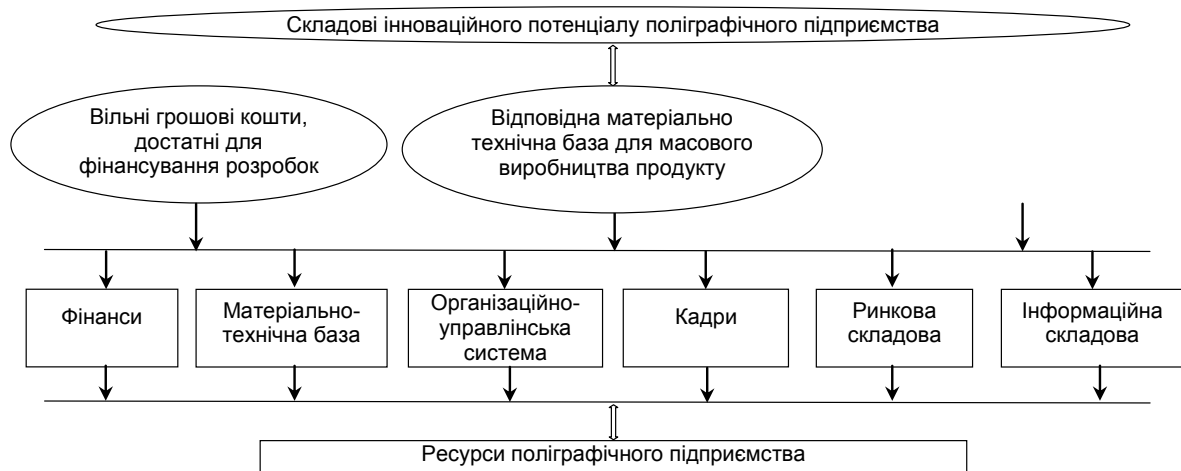 Складові інноваційного потенціалу поліграфічного підприємства
Вільні грошові кошти,
достатні для
фінансування розробок
Відповідна матеріально
технічна база для масового
виробництва продукту
Фінанси
Матеріально-
технічна база
Організаційно-
управлінська
система
Кадри
Ринкова
складова
Інформаційна
складова
Ресурси поліграфічного підприємства